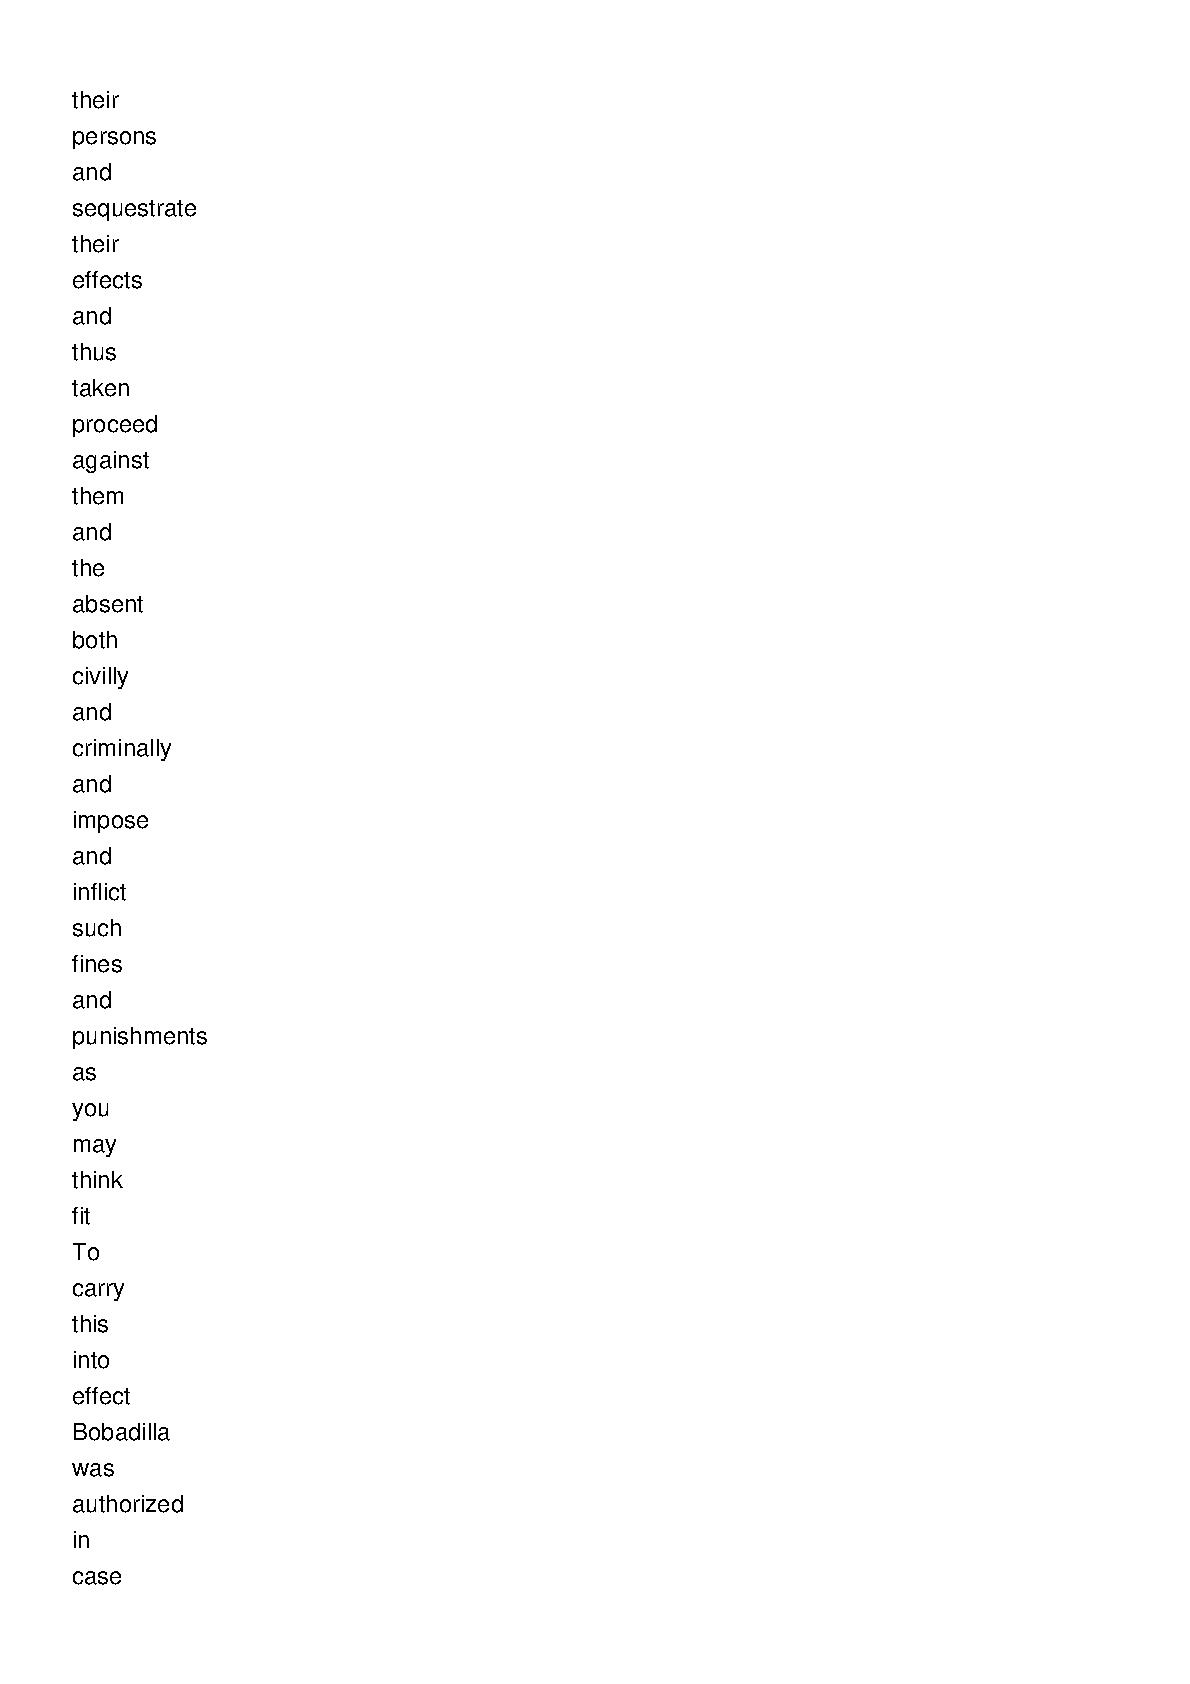 their
persons
and
sequestrate
their
effects
and
thus
taken
proceed
against
them
and
the
absent
both
civilly
and
criminally
and
impose
and
inflict
such
fines
and
punishments
as
you
may
think
fit
To
carry
this
into
effect
Bobadilla
was
authorized
in
case